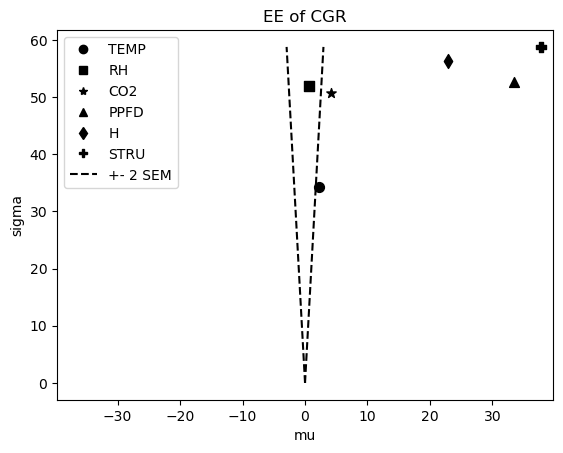 EE of CGR
TEMP
RH
CO2
PPFD
H
STRU
+- 2 SEM
60
50
40
30
20
10
0
sigma
−30
−20
−10
0
10
20
30
mu